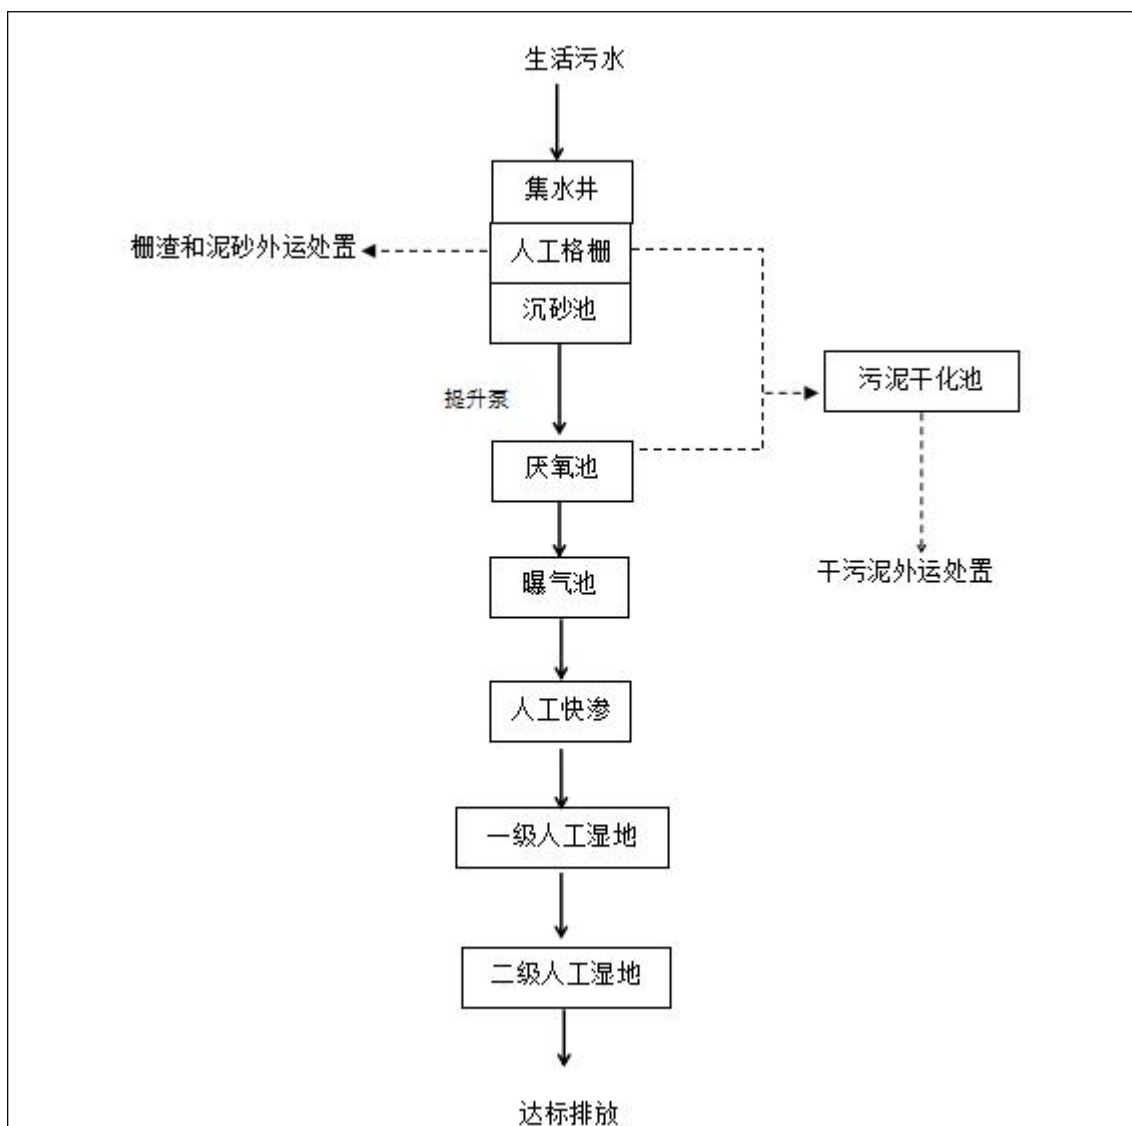 生活污水
集水井
栅渣和泥砂外运处置
人工格栅
沉砂池
污泥干化池
提升泵
厌氧池
干污泥外运处置
曝气池
人工快渗
一级人工湿地
二级人工湿地
达标排放